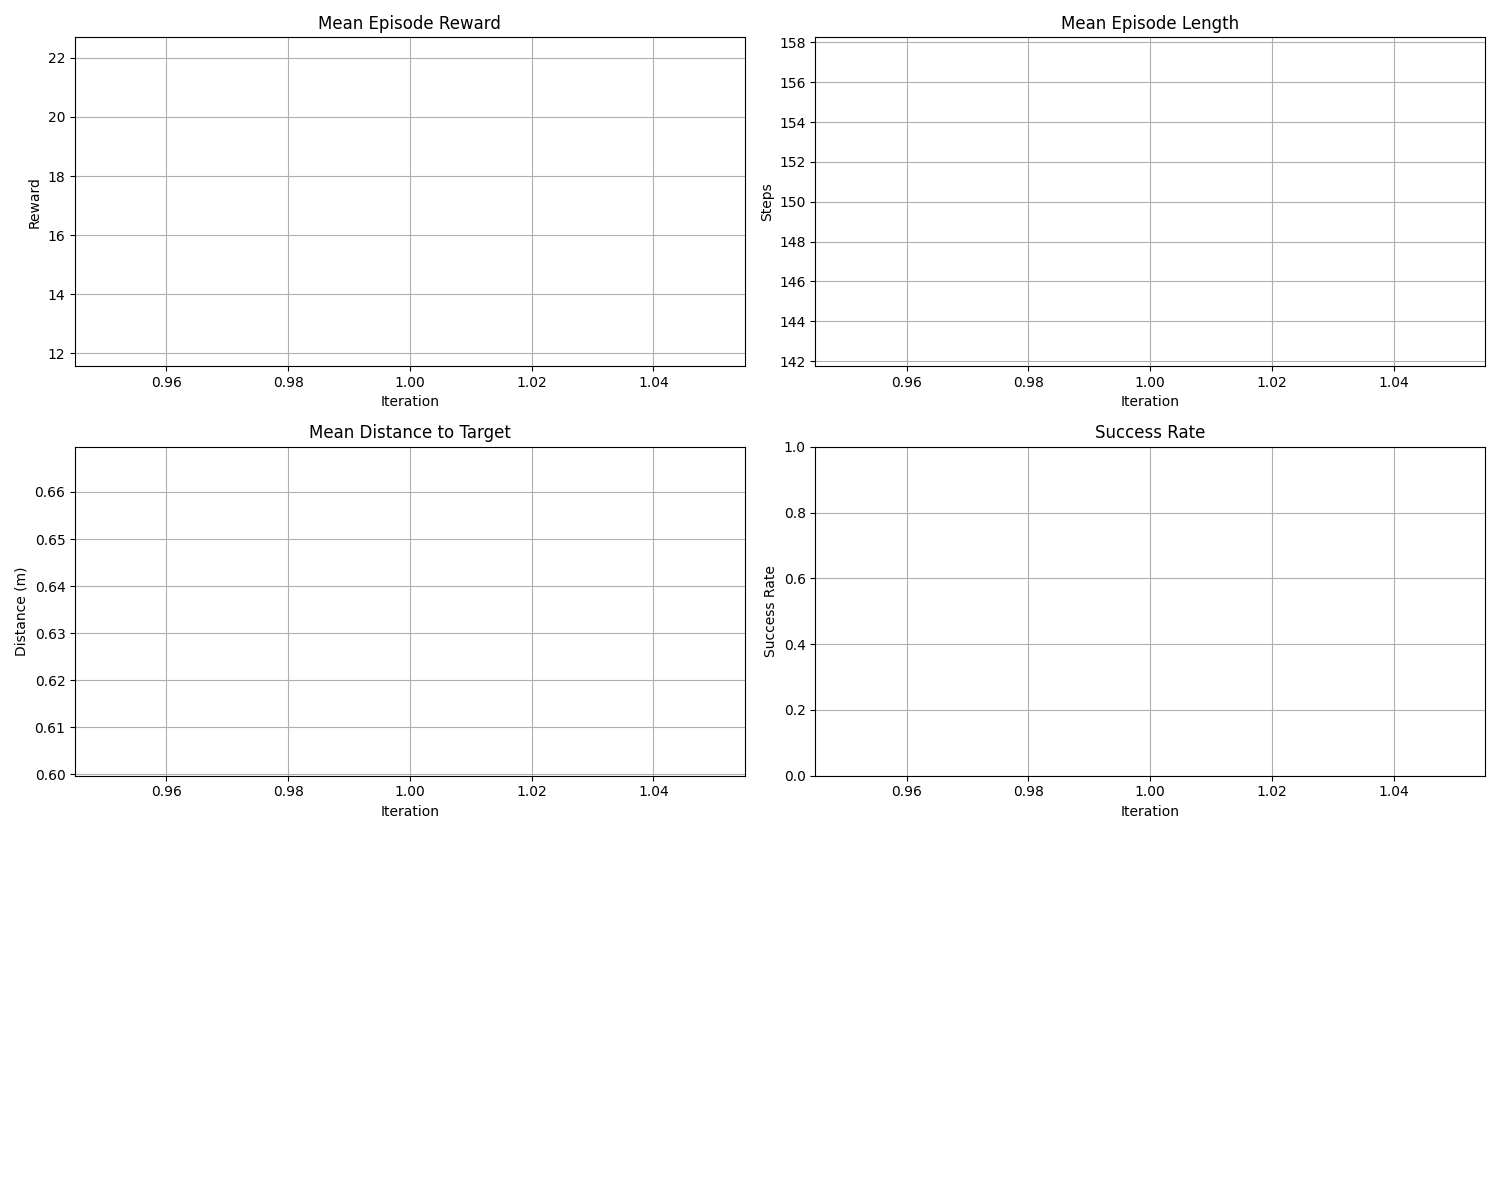 Mean Episode Reward
22
20
18
16
14
12
Reward
0.96 0.98 1.00 1.02 1.04
Iteration
Mean Episode Length
158
156
154
152
150
148
146
144
142
Steps
0.96 0.98 1.00 1.02 1.04
Iteration
Mean Distance to Target
0.66
0.65
0.64
0.63
0.62
0.61
0.60
Distance (m)
0.96 0.98 1.00 1.02 1.04
Iteration
Success Rate
1.0
0.8
0.6
0.4
0.2
0.0
Success Rate
0.96 0.98 1.00 1.02 1.04
Iteration